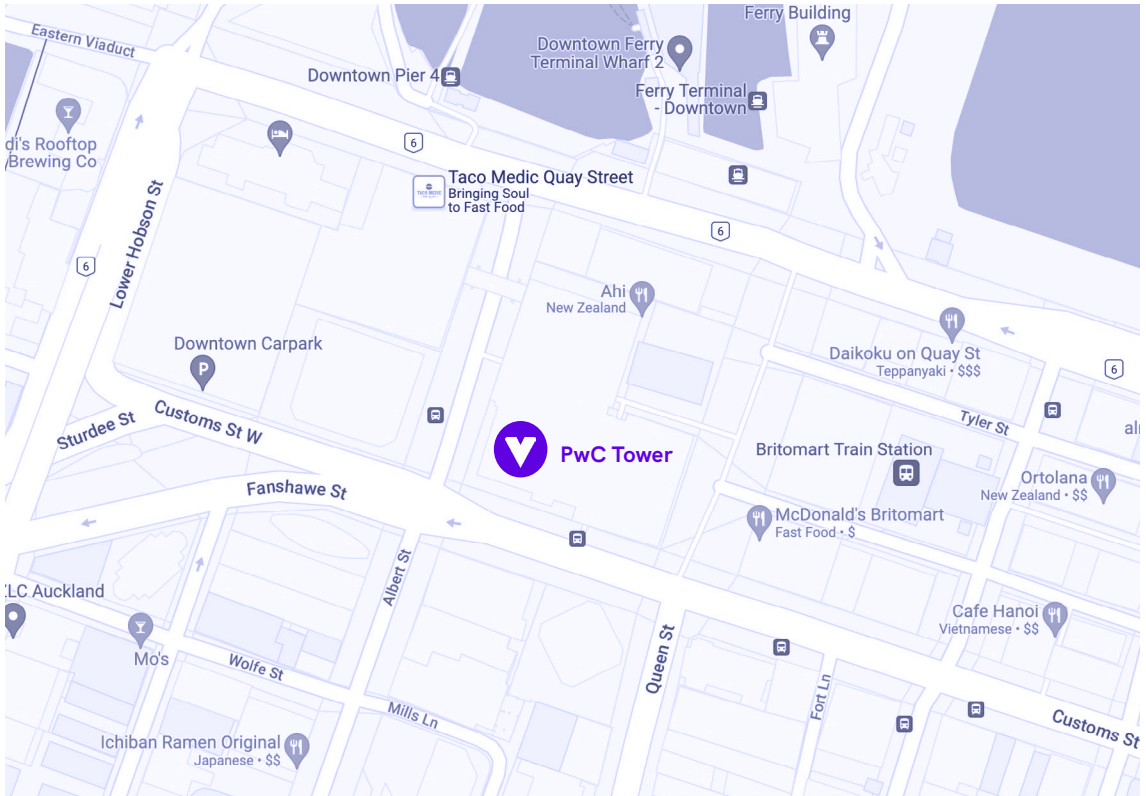 Ferry Building
Eastern Viaduct
Downtown Ferry
Terminal Wharf 2
Downtown Pier 4
Ferry Terminal
- Downtown
di's Rooftop
Brewing Co
6
Taco Medic Quay Street
Bringing Soul
to Fast Food
TACO MEDIC
Lower Hobson St
6
6
Ahi
New Zealand
Downtown Carpark
P
Daikoku on Quay St
Teppanyaki • $$$
6
Customs St W
Sturdee St
Tyler St
al
PwC Tower
Britomart Train Station
Ortolana
New Zealand • $$
Fanshawe St
McDonald's Britomart
Fast Food • $
Albert St
LC Auckland
Cafe Hanoi
Vietnamese • $$
Mo's
Wolfe St
Queen St
Fort Ln
Mills Ln
Customs St
Ichiban Ramen Original
Japanese • $$